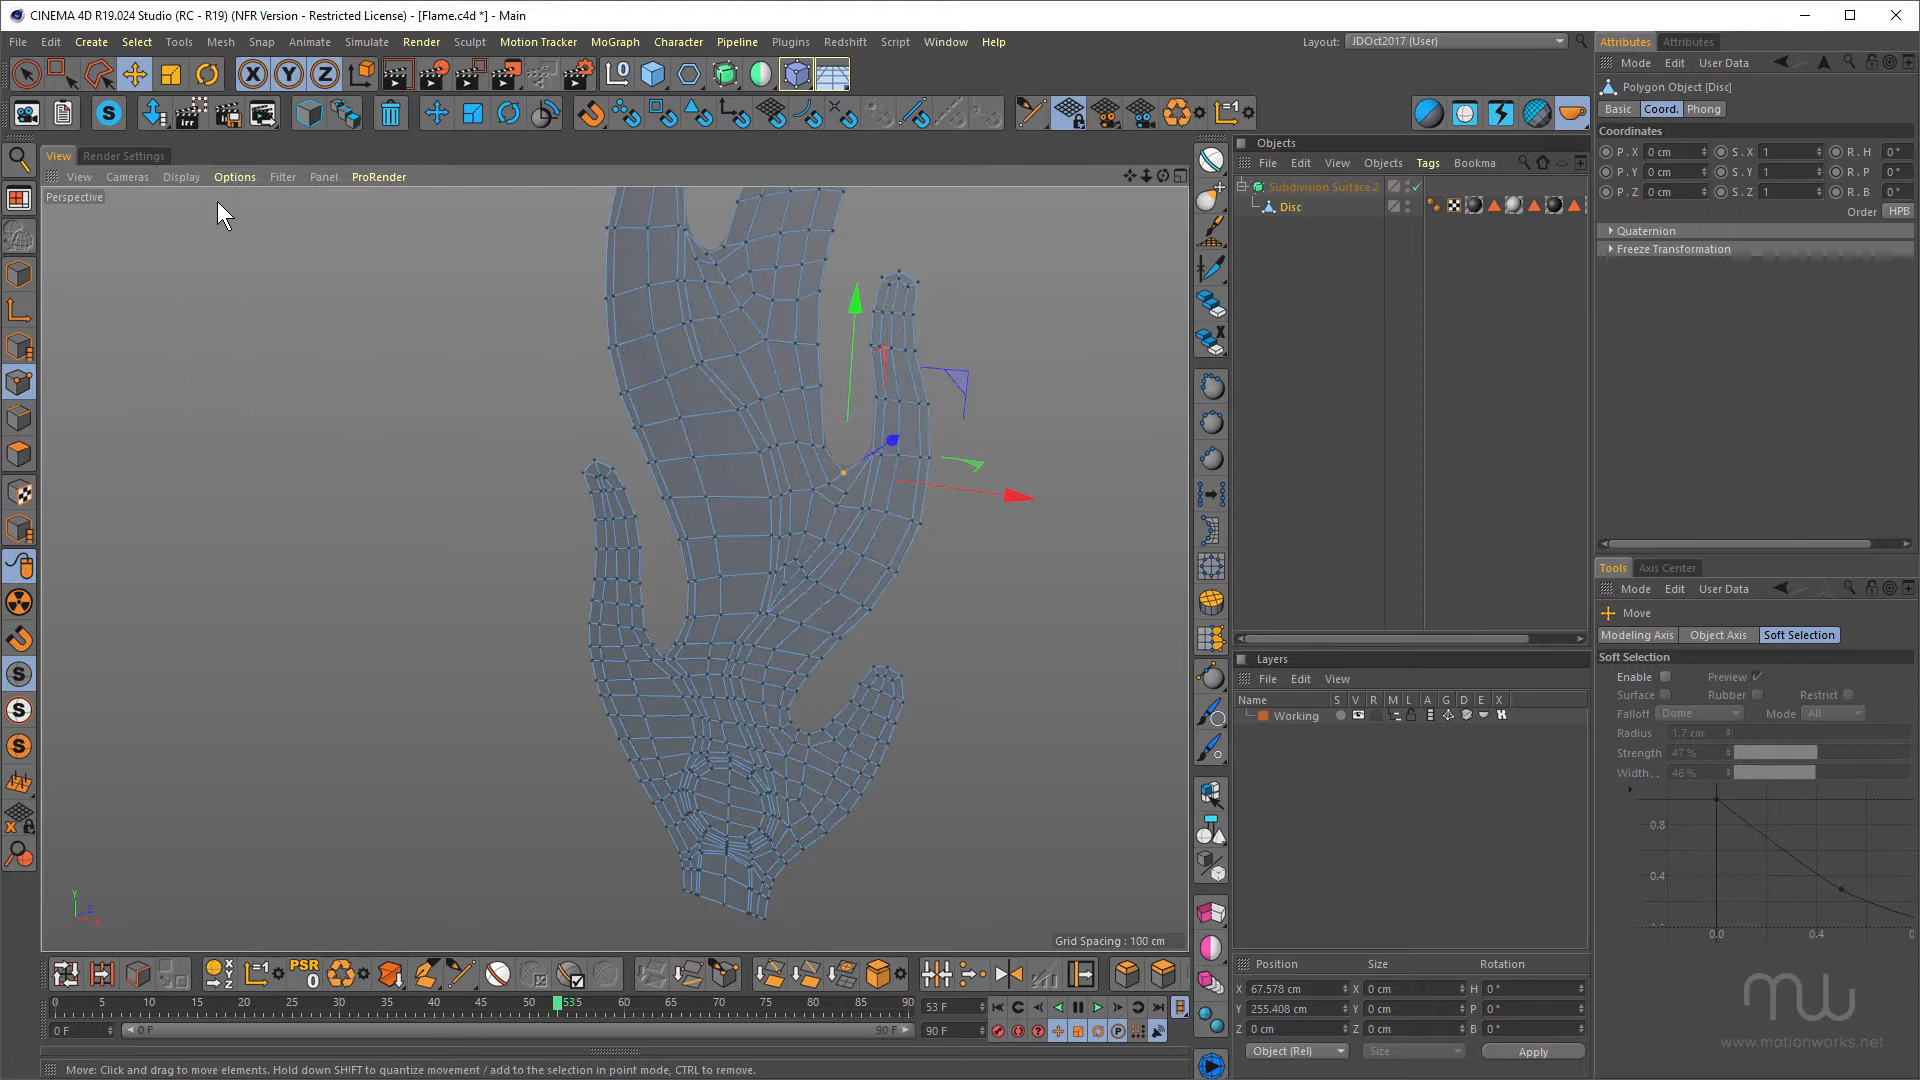 CINEMA 4D R19.024 Studio (RC - R19) (NFR Version - Restricted License) - [Flame.c4d *] - Main
File Edit Create Select Tools Mesh Snap Animate Simulate Render Sculpt Motion Tracker MoGraph Character Pipeline Plugins Redshift Script Window Help
Layout: JDOct2017 (User)
Attributes Attributes
Mode Edit User Data
Polygon Object [Disc]
Basic Coord. Phong
Coordinates
P . X 0 cm S . X 1 R . H 0°
P . Y 0 cm S . Y 1 R . P 0°
P . Z 0 cm S . Z 1 R . B 0°
Order HPB
Quaternion
Freeze Transformation
View Render Settings
View Cameras Display Options Filter Panel ProRender
Perspective
Objects
File Edit View Objects Tags Bookma
Subdivision Surface.2
Disc
Tools Axis Center
Mode Edit User Data
Move
Modeling Axis Object Axis Soft Selection
Soft Selection
Enable Preview
Surface Rubber Restrict
Falloff Dome Mode All
Radius 1.7 cm
Strength 47 %
Width . . 46 %
0.8
0.4
0.0 0.4
Layers
File Edit View
Name S V R M L A G D E X
Working
Grid Spacing : 100 cm
PSR
0
0 5 10 15 20 25 30 35 40 45 50 535 60 65 70 75 80 85 90
53 F
0 F 0 F 90 F 90 F
Position Size Rotation
X 67.578 cm X 0 cm H 0°
Y 255.408 cm Y 0 cm P 0°
Z 0 cm Z 0 cm B 0°
Object (Rel) Size Apply
mw
www.motionworks.net
Move: Click and drag to move elements. Hold down SHIFT to quantize movement / add to the selection in point mode, CTRL to remove.